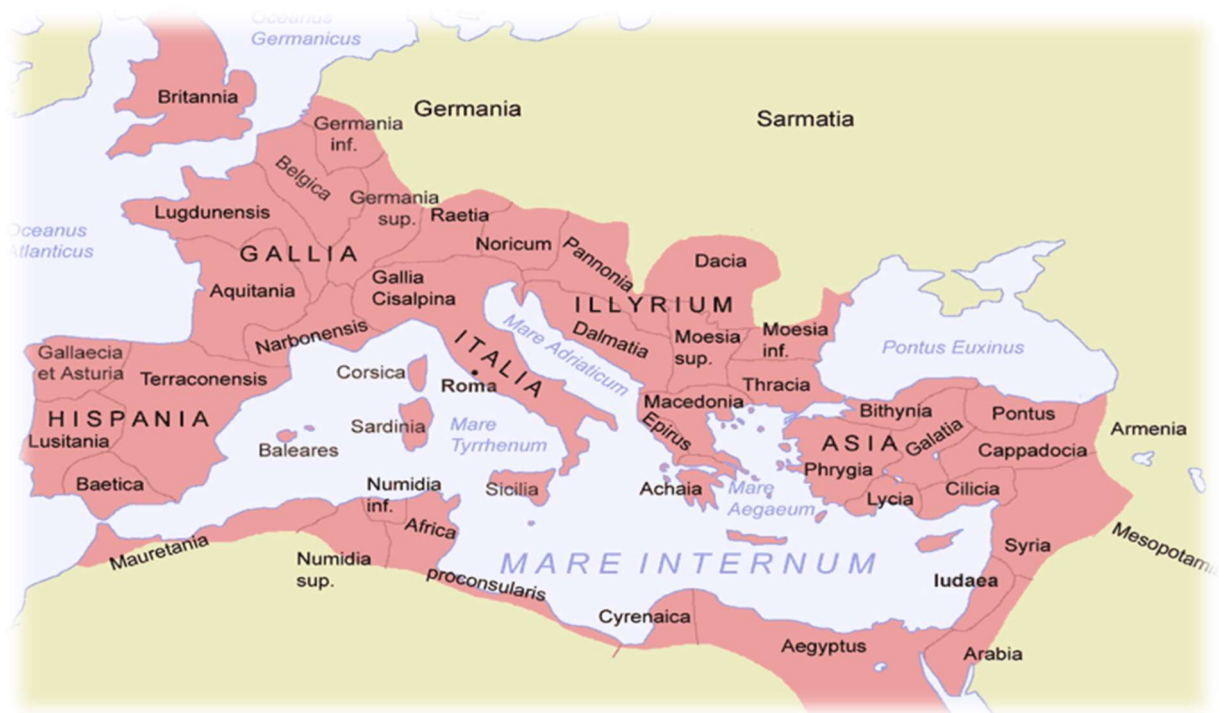 Oceanus
Germanicus
Britannia
Germania
Sarmatia
Germania
inf.
Belgica
Germania
sup.
Lugdunensis
Raetia
Oceanus
Atlanticus
Noricum
Pannonia
GALLIA
Dacia
Gallia
Cisalpina
Aquitania
ILLYRIUM
Mare Adriaticum
Dalmatia
Moesia
sup.
Moesia
inf.
Pontus Euxinus
Narbonensis
ITALIA
Gallaecia
et Asturia
Terraconensis
Corsica
Roma
Thracia
Macedonia
Bithynia
Pontus
HISPANIA
Lusitania
Sardinia
Mare
Tyrrhenum
Epirus
ASIA
Galatia
Armenia
Baleares
Cappadocia
Phrygia
Baetica
Numidia
inf.
Sicilia
Achaia
Mare
Aegaeum
Lycia
Cilicia
Africa
Mauretania
Numidia
sup.
proconsularis
MARE INTERNUM
Syria
Mesopotami
Iudaea
Cyrenaica
Aegyptus
Arabia